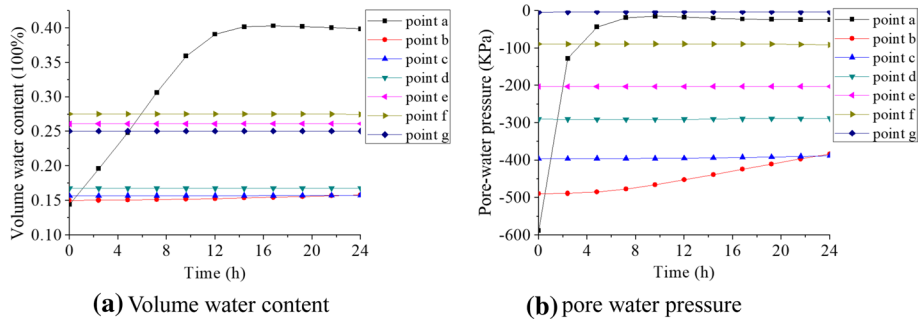 Volume water content (100%)
0.40
0.35
0.30
0.25
0.20
0.15
0.10
0 4 8 12 16 20 24
Time (h)
point a
point b
point c
point d
point e
point f
point g
(a) Volume water content
Pore-water pressure (KPa)
0
-100
-200
-300
-400
-500
-600
0 4 8 12 16 20 24
Time (h)
point a
point b
point c
point d
point e
point f
point g
(b) pore water pressure